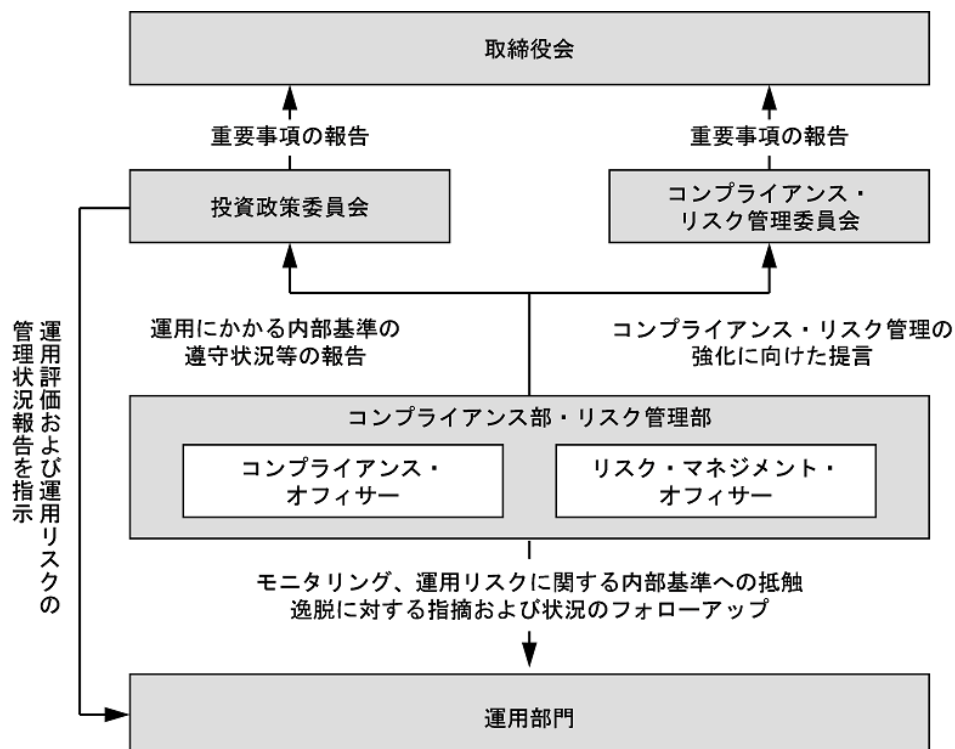 取締役会
重要事項の報告
重要事項の報告
投資政策委員会
コンプライアンス・
リスク管理委員会
運用にかかる内部基準の
遵守状況等の報告
コンプライアンス・リスク管理の
強化に向けた提言
運用評価および運用リスクの
管理状況報告を指示
コンプライアンス部・リスク管理部
コンプライアンス・
オフィサー
リスク・マネジメント・
オフィサー
モニタリング、運用リスクに関する内部基準への抵触
逸脱に対する指摘および状況のフォローアップ
運用部門